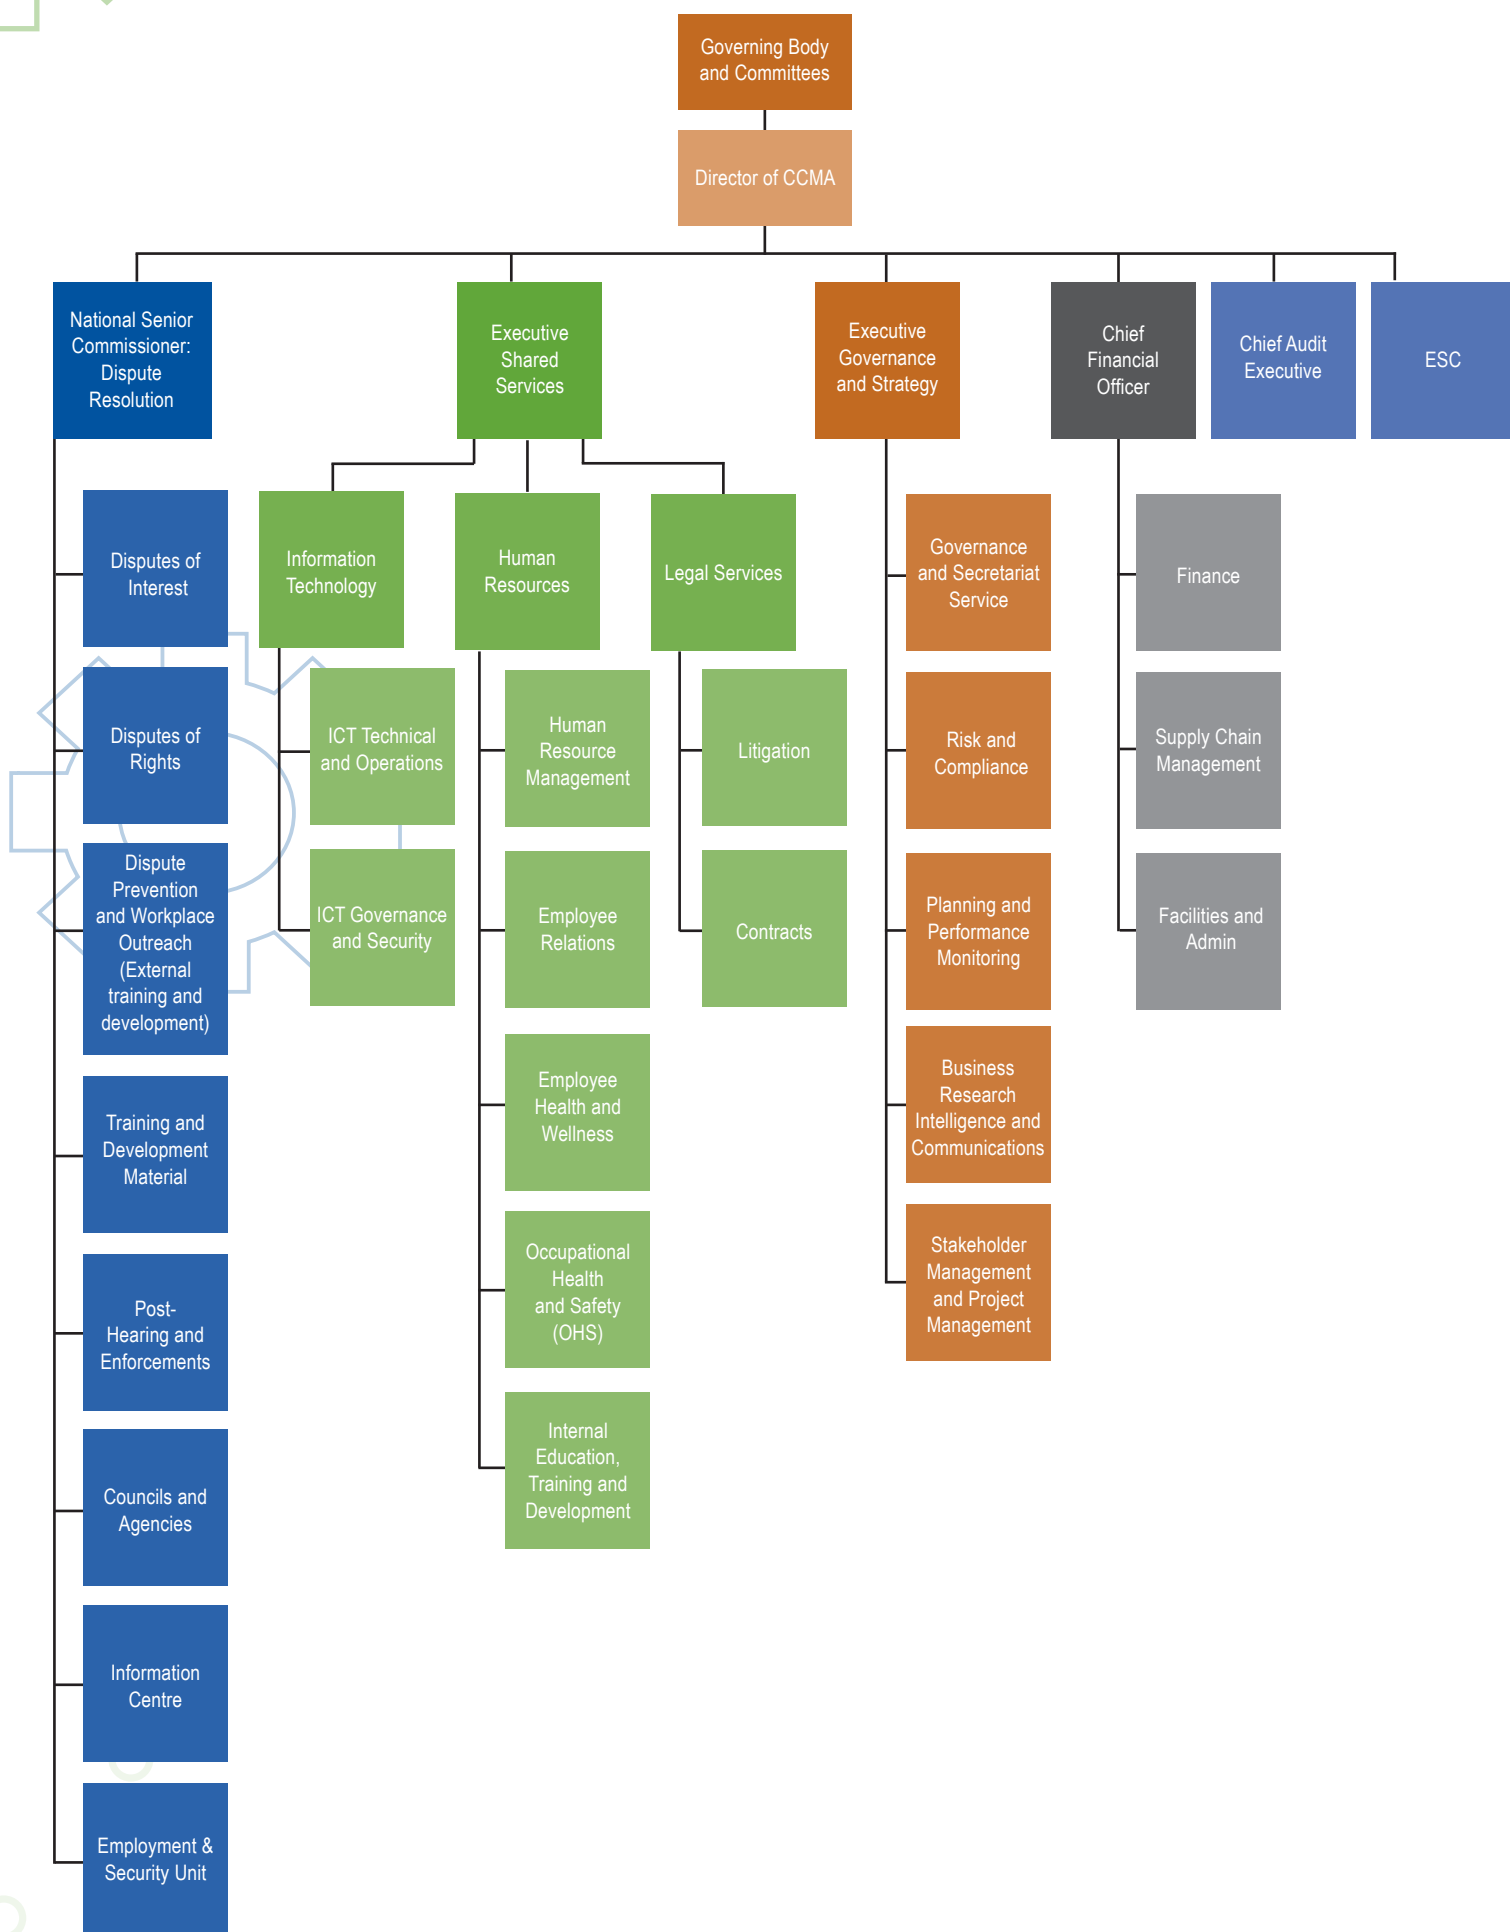 Governing Body
and Committees
Director of CCMA
National Senior
Commissioner:
Dispute
Resolution
Executive
Shared
Services
Executive
Governance
and Strategy
Chief
Financial
Officer
Chief Audit
Executive
ESC
Disputes of
Interest
Disputes of
Rights
Dispute
Prevention
and Workplace
Outreach
(External
training and
development)
Training and
Development
Material
Post-
Hearing and
Enforcements
Councils and
Agencies
Information
Centre
Employment &
Security Unit
Information
Technology
ICT Technical
and Operations
ICT Governance
and Security
Human
Resources
Human
Resource
Management
Employee
Relations
Employee
Health and
Wellness
Occupational
Health
and Safety
(OHS)
Internal
Education,
Training and
Development
Legal Services
Litigation
Contracts
Governance
and Secretariat
Service
Risk and
Compliance
Planning and
Performance
Monitoring
Business
Research
Intelligence and
Communications
Stakeholder
Management
and Project
Management
Finance
Supply Chain
Management
Facilities and
Admin